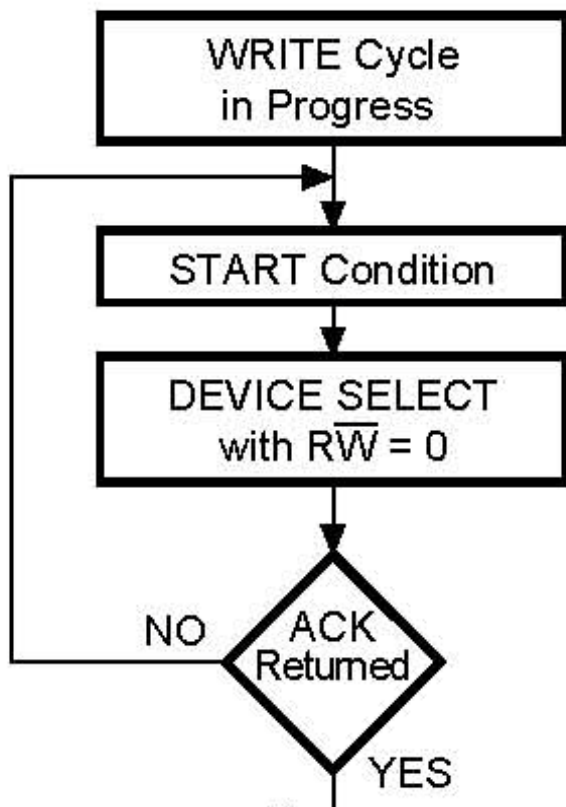 WRITE Cycle
in Progress
START Condition
DEVICE SELECT
with RW̅ = 0
ACK
Returned
NO
YES